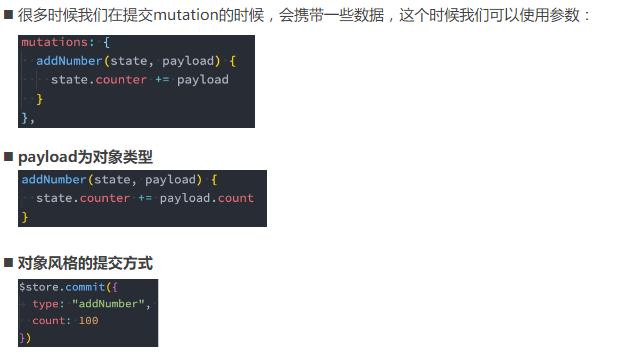 很多时候我们在提交mutation的时候，会携带一些数据，这个时候我们可以使用参数：
mutations: {
addNumber(state, payload) {
state.counter += payload
}
},
payload为对象类型
addNumber(state, payload) {
state.counter += payload.count
}
对象风格的提交方式
$store.commit({
type: "addNumber",
count: 100
})